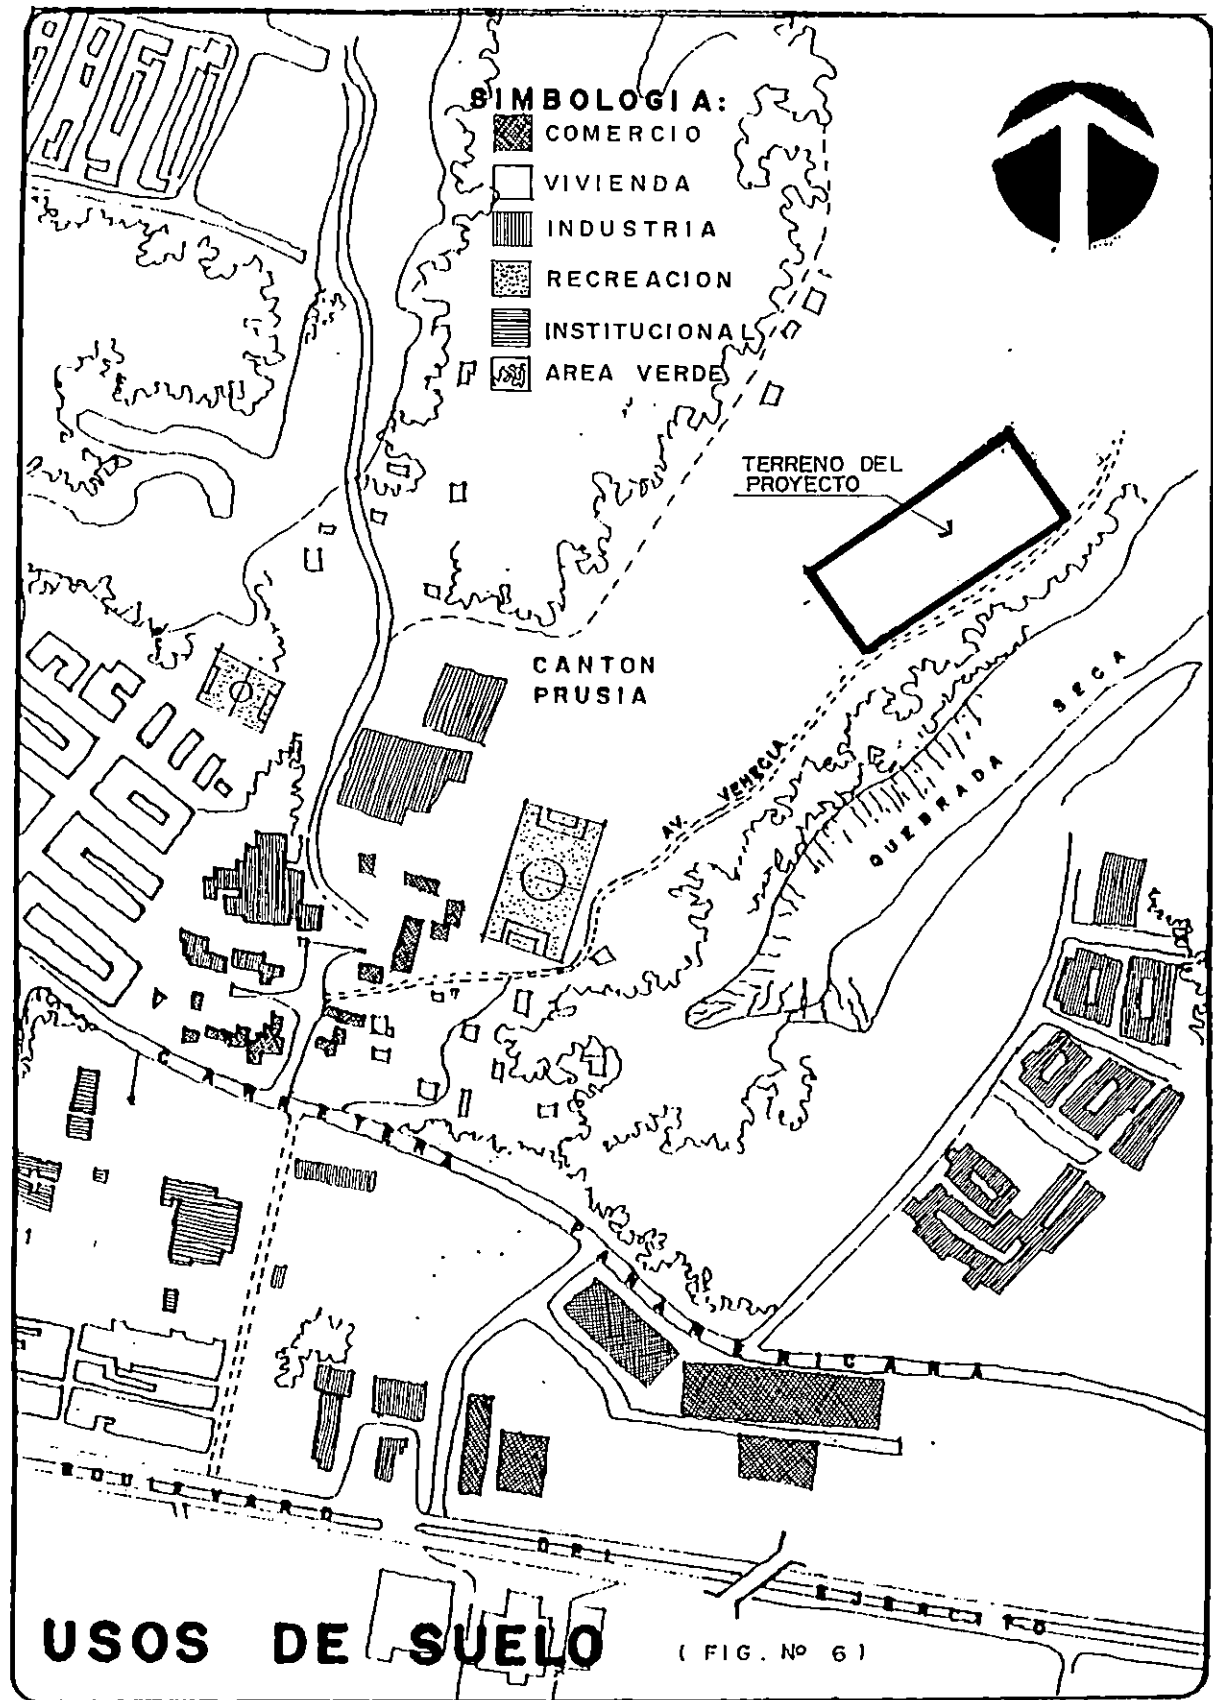 SIMBOLOGIA:
COMERCIO
VIVIENDA
INDUSTRIA
RECREACION
INSTITUCIONAL
AREA VERDE
TERRENO DEL
PROYECTO
CANTON
PRUSIA
AV. VENEGIA
QUEBRADA SECA
CARRETERA PANAMERICANA
BOULEVARD DEL EJERCITO
USOS DE SUELO
( FIG. Nº 6 )